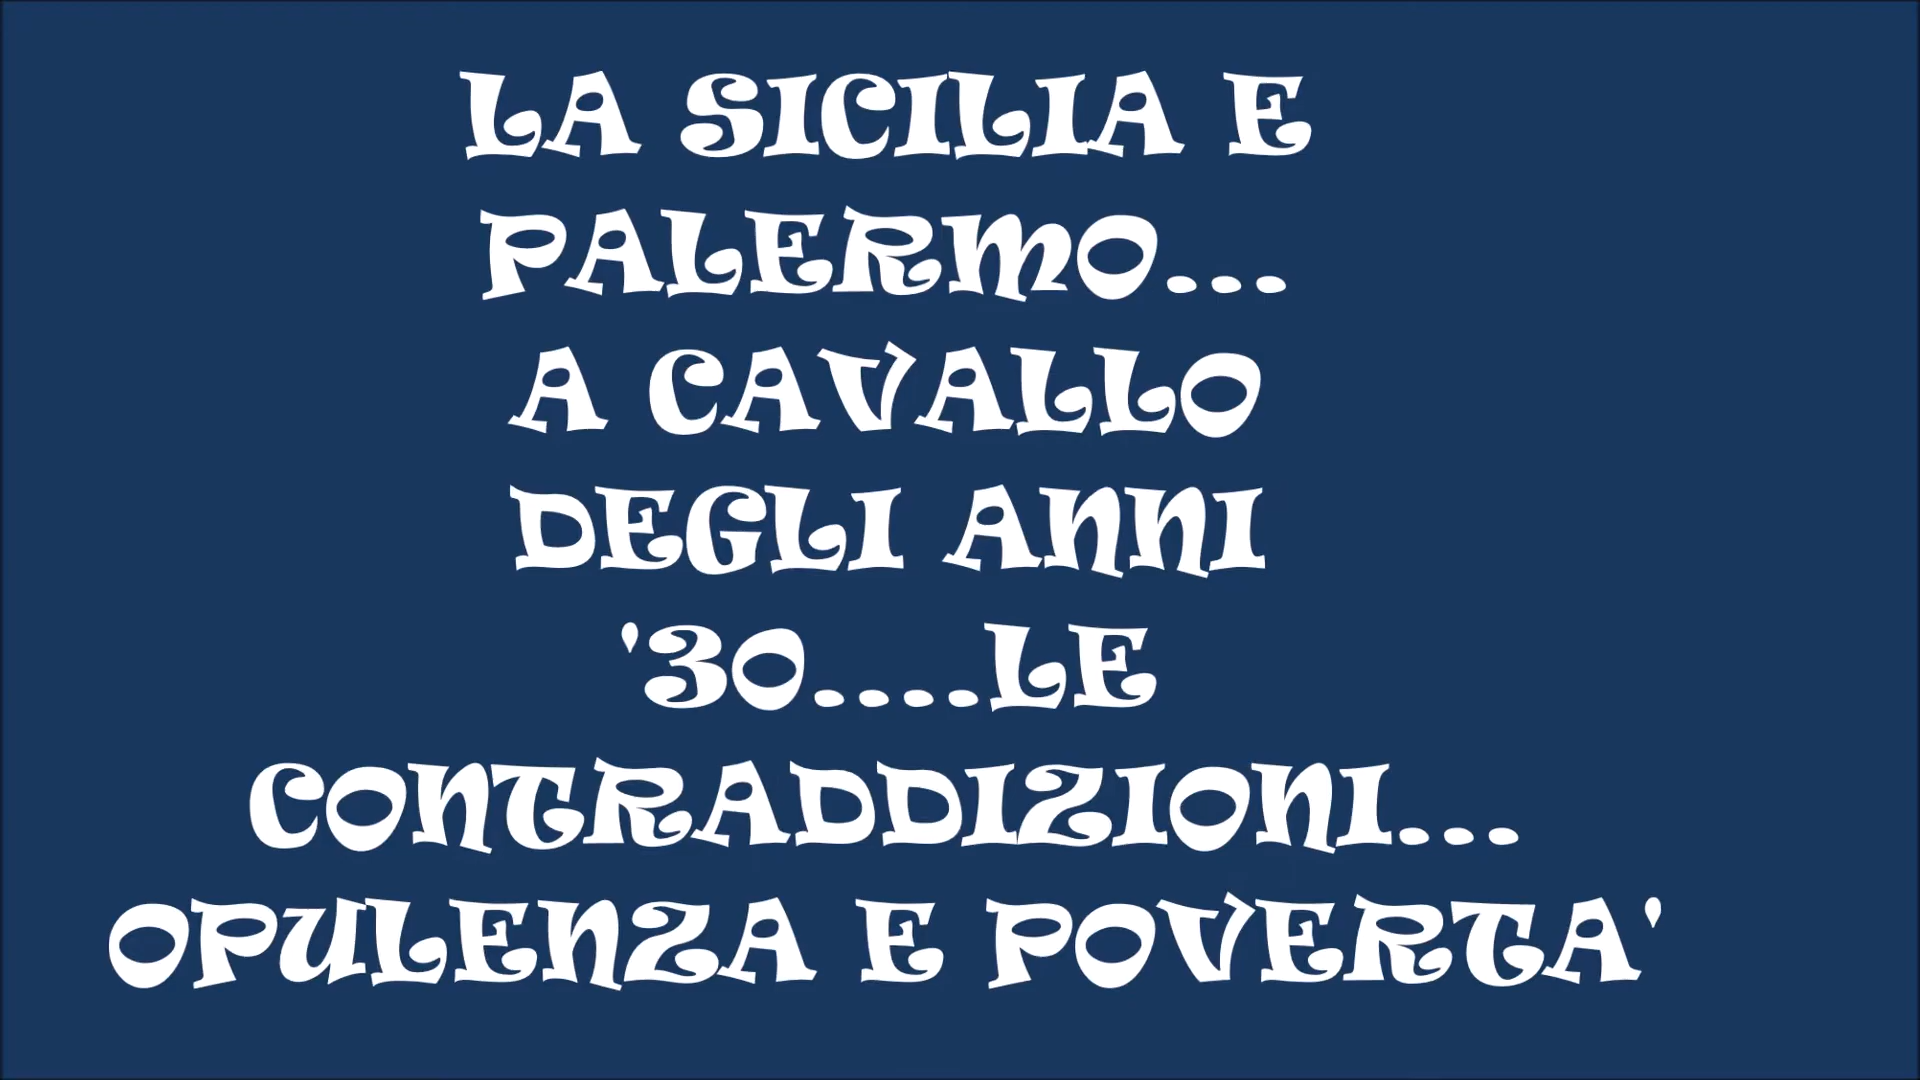 LA SICILIA E
PALERMO...
A CAVALLO
DEGLI ANNI
'30....LE
CONTRADDIZIONI...
OPULENZA E POVERTA'